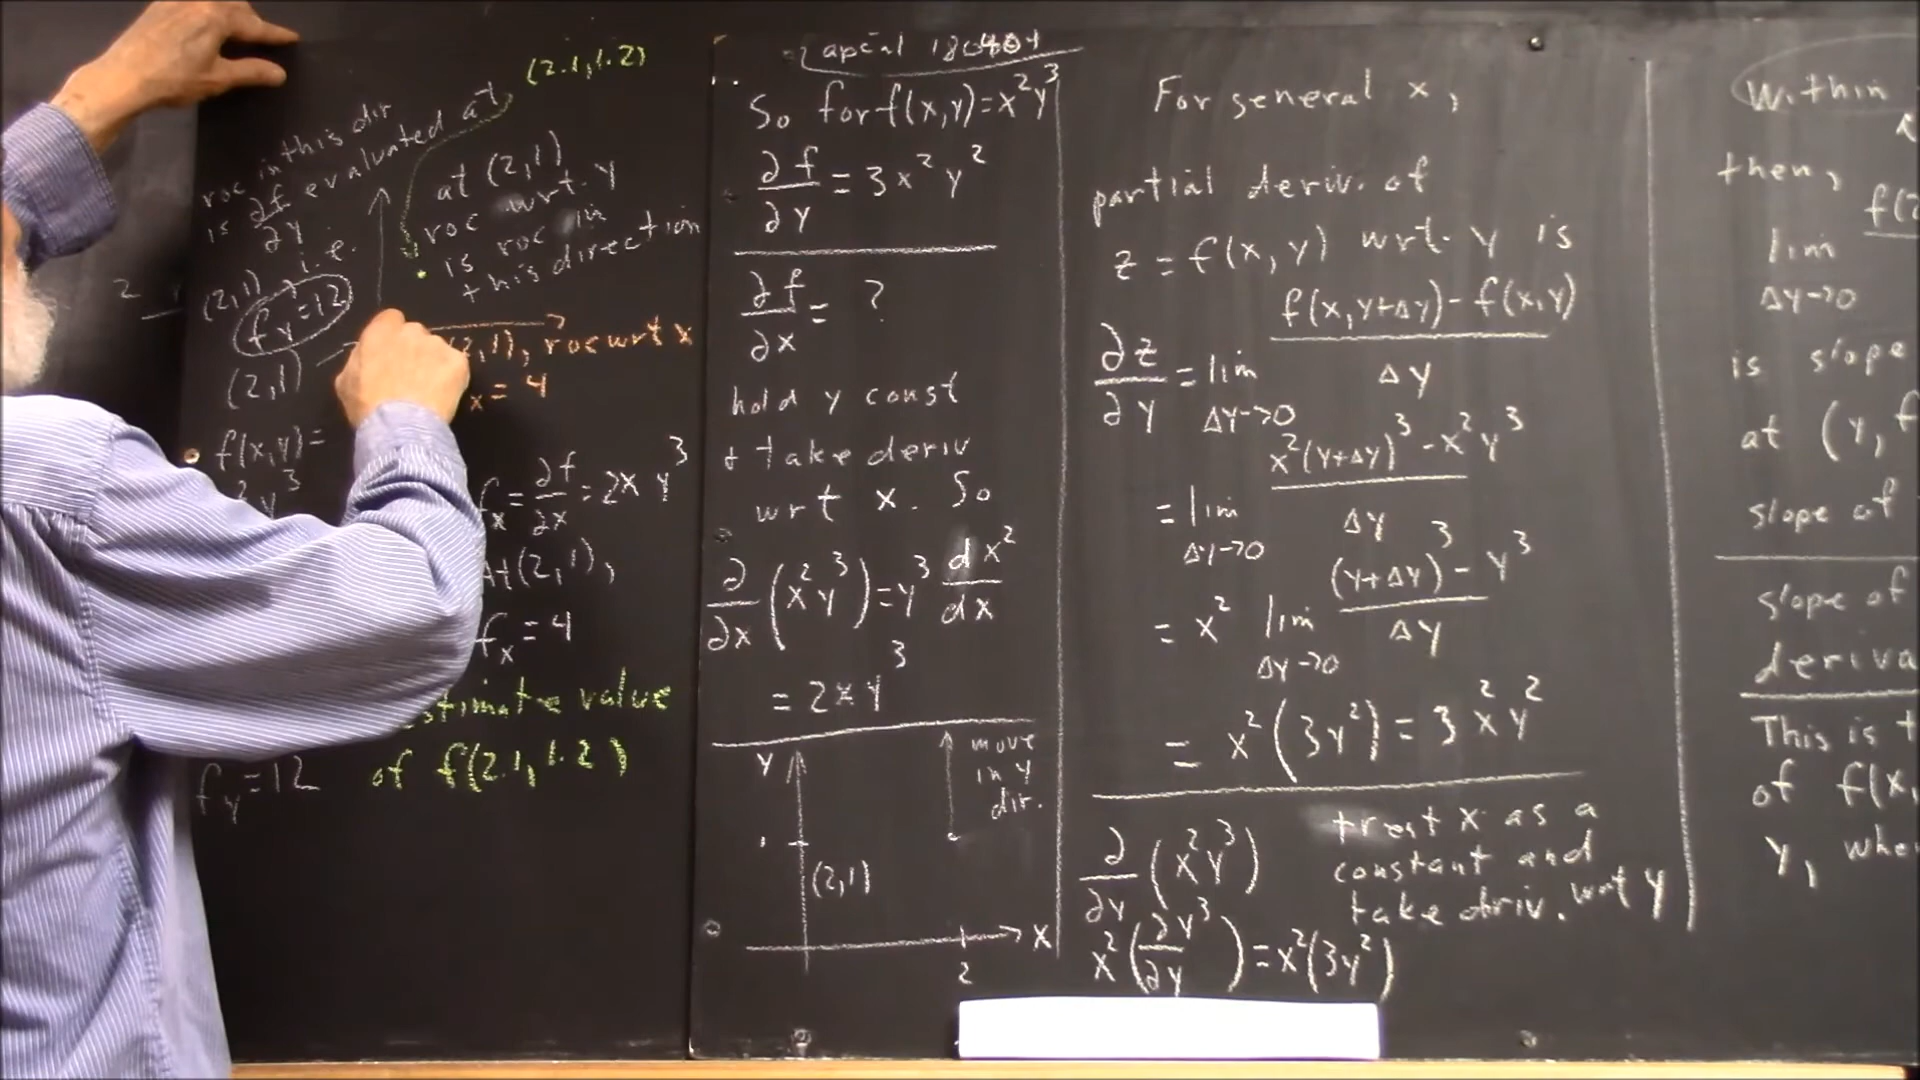 (2.1, 1.2)
roc in this dir
is ∂f/∂y evaluated at
(2,1), i.e.
f_y = 12
(2,1)
f(x,y) =
y³
at (2,1)
roc wrt. y
is roc in
this direction
(2,1), roc wrt x
x = 4
f_x = ∂f/∂x = 2xy³
At (2,1),
f_x = 4
estimate value
of f(2.1, 1.2)
f_y = 12
2
So for f(x,y) = x²y³
∂f/∂y = 3x²y²
∂f/∂x = ?
hold y const
+ take deriv
wrt x. So
∂/∂x (x²y³) = y³ dx²/dx
= 2xy³
y
move
in y
dir.
(2,1)
x
2
For general x,
partial deriv. of
z = f(x,y) wrt. y is
∂z/∂y = lim Δy→0 f(x,y+Δy) - f(x,y) / Δy
= lim Δy→0 x²(y+Δy)³ - x²y³ / Δy
= x² lim Δy→0 (y+Δy)³ - y³ / Δy
= x²(3y²) = 3x²y²
∂/∂y (x²y³)
treat x as a
constant and
take deriv. wrt y
x²(∂y³/∂y) = x²(3y²)
Within
then,
lim
Δy→0
is slope
at (y, f
slope of
slope of
deriva
This is t
of f(x,
y, whe